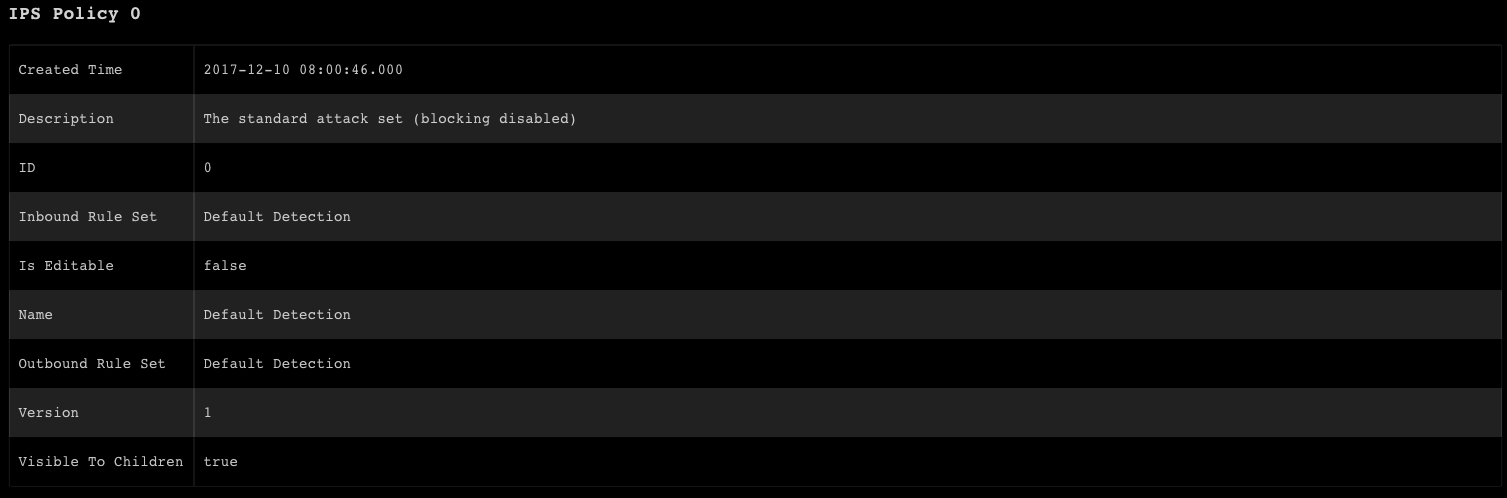 IPS Policy 0
Created Time 2017-12-10 08:00:46.000
Description The standard attack set (blocking disabled)
ID 0
Inbound Rule Set Default Detection
Is Editable false
Name Default Detection
Outbound Rule Set Default Detection
Version 1
Visible To Children true